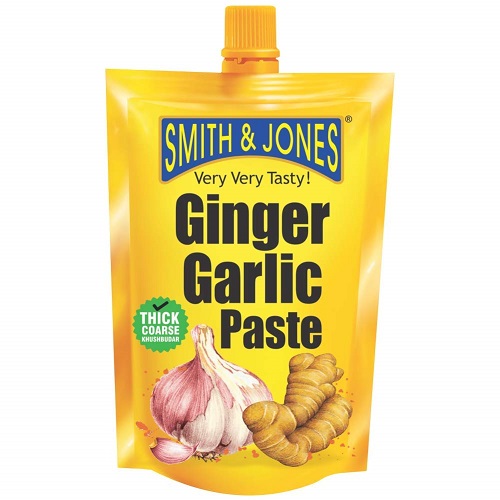 SMITH & JONES®
Very Very Tasty!
Ginger
Garlic
Paste
THICK
COARSE
KHUSHBUDAR